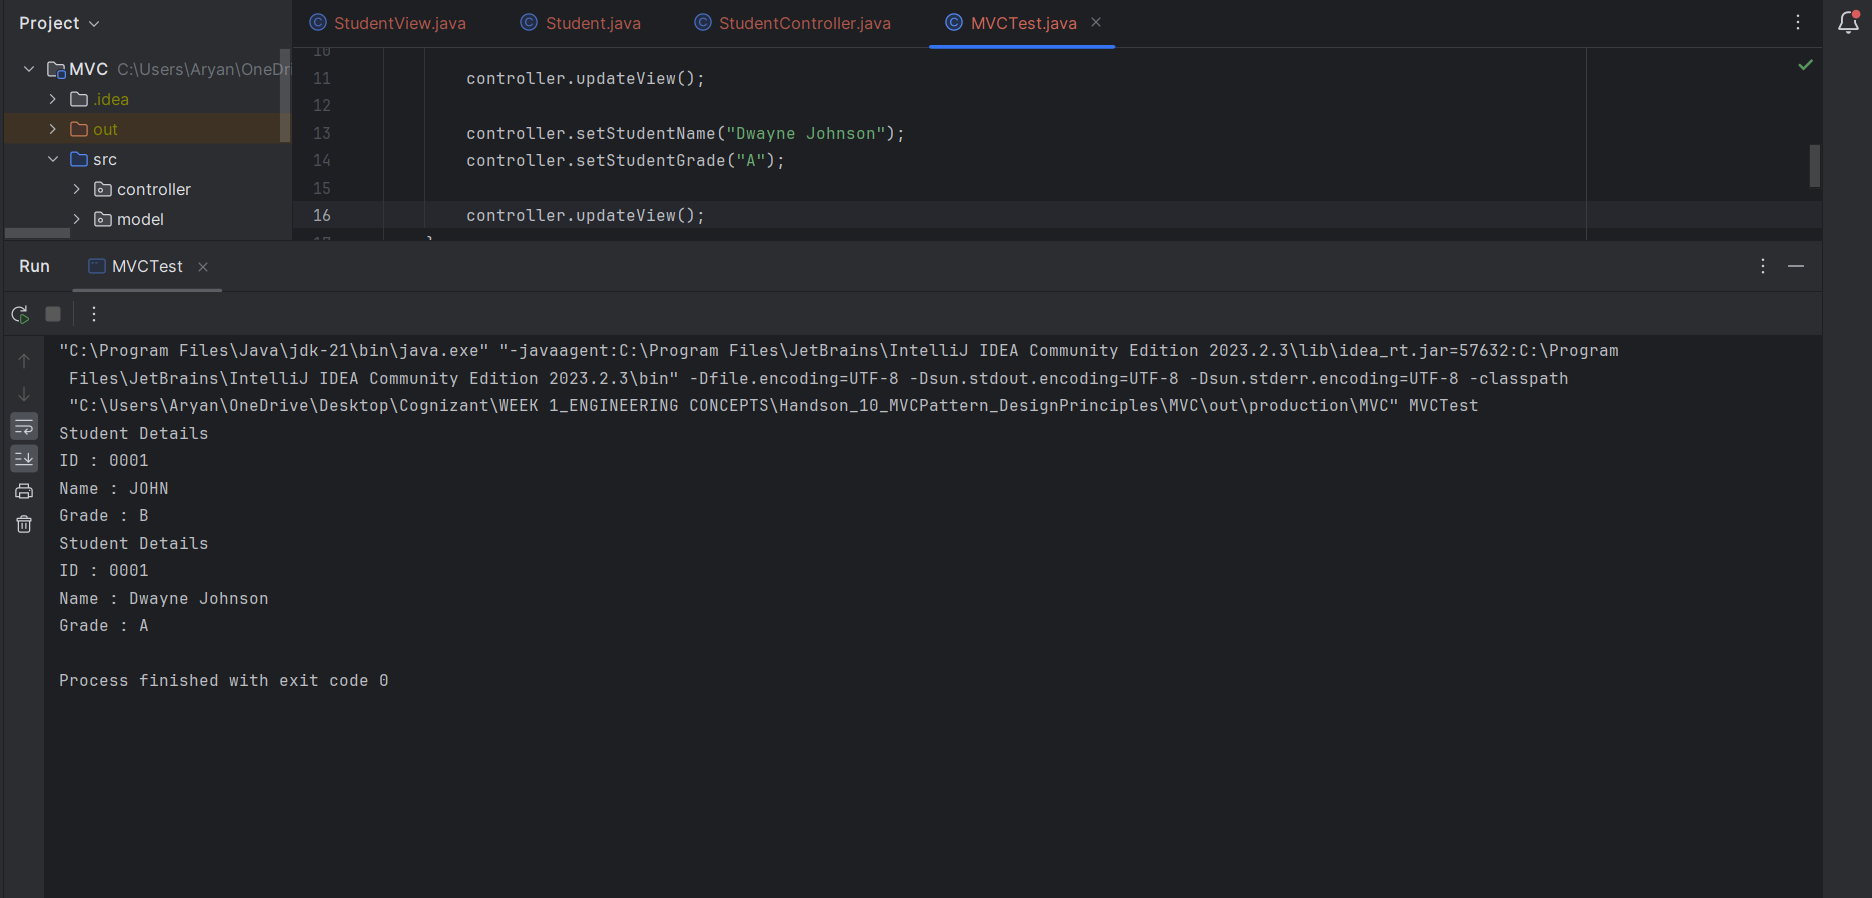 Project
StudentView.java
Student.java
StudentController.java
MVCTest.java
MVC C:\Users\Aryan\OneDri
.idea
out
src
controller
model
10
11 controller.updateView();
12
13 controller.setStudentName("Dwayne Johnson");
14 controller.setStudentGrade("A");
15
16 controller.updateView();
17 }
Run
MVCTest
"C:\Program Files\Java\jdk-21\bin\java.exe" "-javaagent:C:\Program Files\JetBrains\IntelliJ IDEA Community Edition 2023.2.3\lib\idea_rt.jar=57632:C:\Program
Files\JetBrains\IntelliJ IDEA Community Edition 2023.2.3\bin" -Dfile.encoding=UTF-8 -Dsun.stdout.encoding=UTF-8 -Dsun.stderr.encoding=UTF-8 -classpath
"C:\Users\Aryan\OneDrive\Desktop\Cognizant\WEEK 1_ENGINEERING CONCEPTS\Handson_10_MVCPattern_DesignPrinciples\MVC\out\production\MVC" MVCTest
Student Details
ID : 0001
Name : JOHN
Grade : B
Student Details
ID : 0001
Name : Dwayne Johnson
Grade : A
Process finished with exit code 0